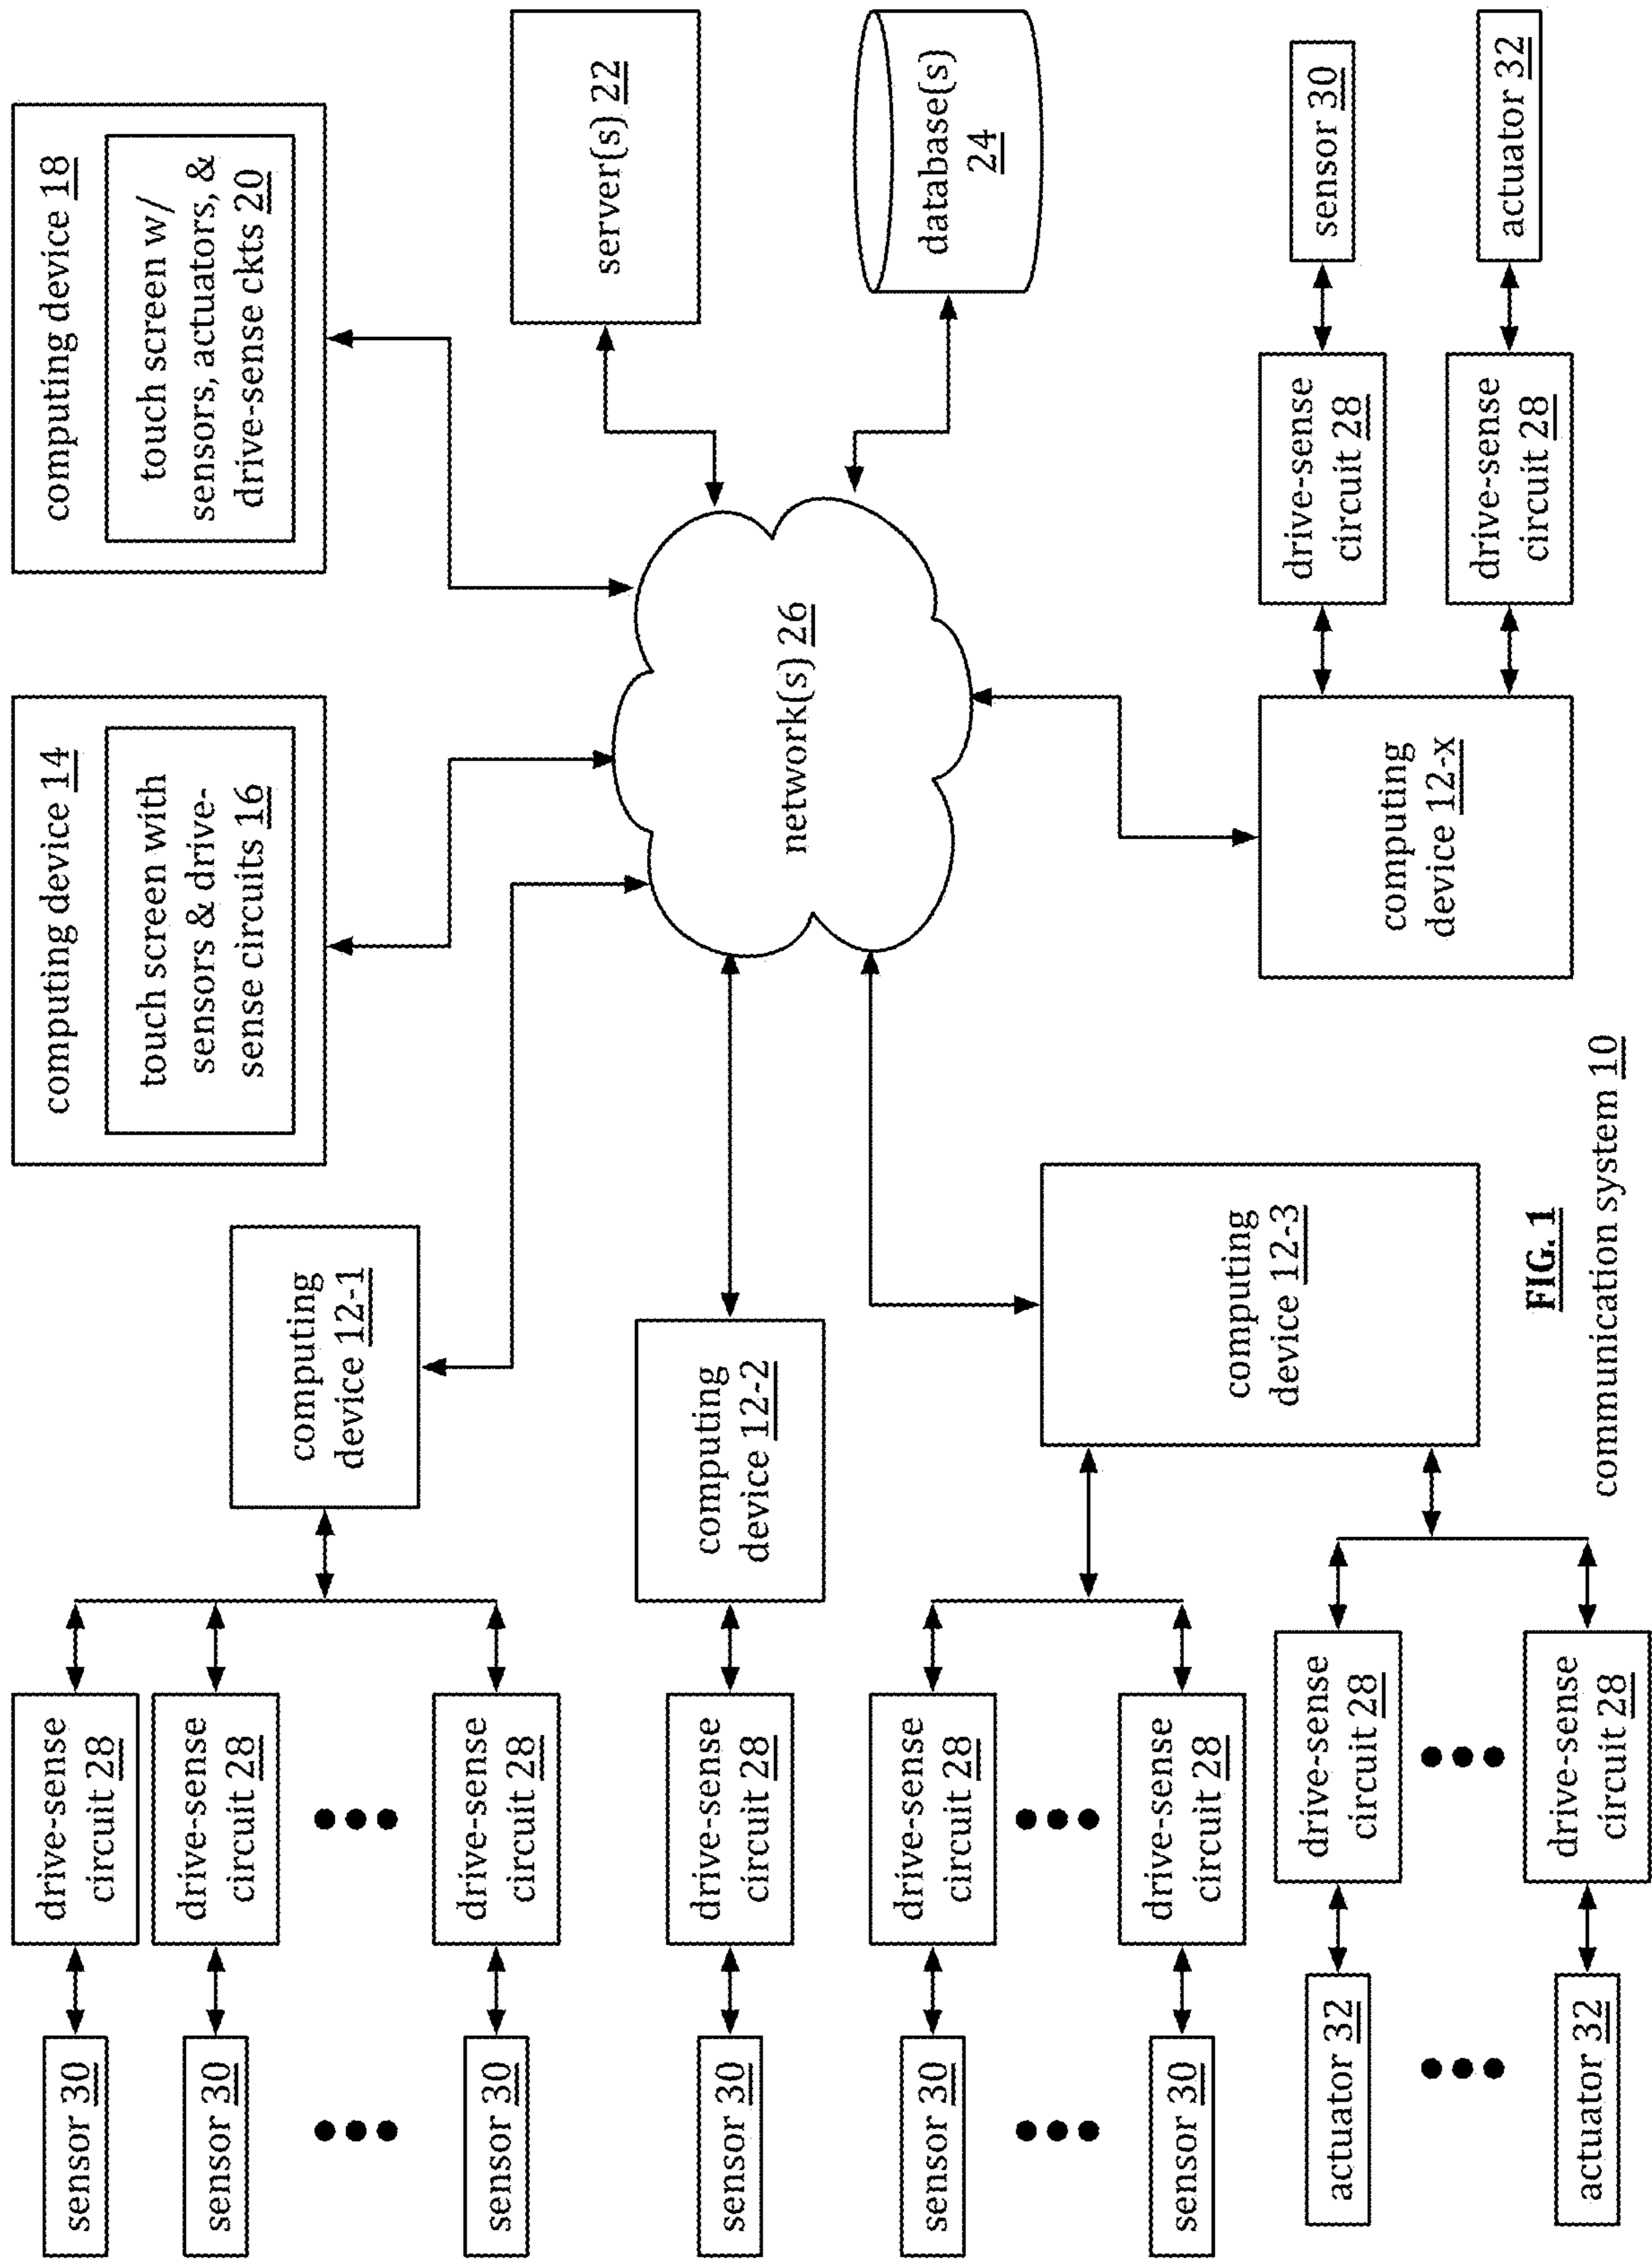 sensor 30
drive-sense
circuit 28
sensor 30
drive-sense
circuit 28
sensor 30
drive-sense
circuit 28
computing
device 12-1
computing device 14
touch screen with
sensors & drive-
sense circuits 16
computing device 18
touch screen w/
sensors, actuators, &
drive-sense ckts 20
sensor 30
drive-sense
circuit 28
computing
device 12-2
network(s) 26
server(s) 22
database(s)
24
sensor 30
drive-sense
circuit 28
sensor 30
drive-sense
circuit 28
computing
device 12-3
actuator 32
drive-sense
circuit 28
actuator 32
drive-sense
circuit 28
computing
device 12-x
drive-sense
circuit 28
sensor 30
drive-sense
circuit 28
actuator 32
FIG. 1
communication system 10